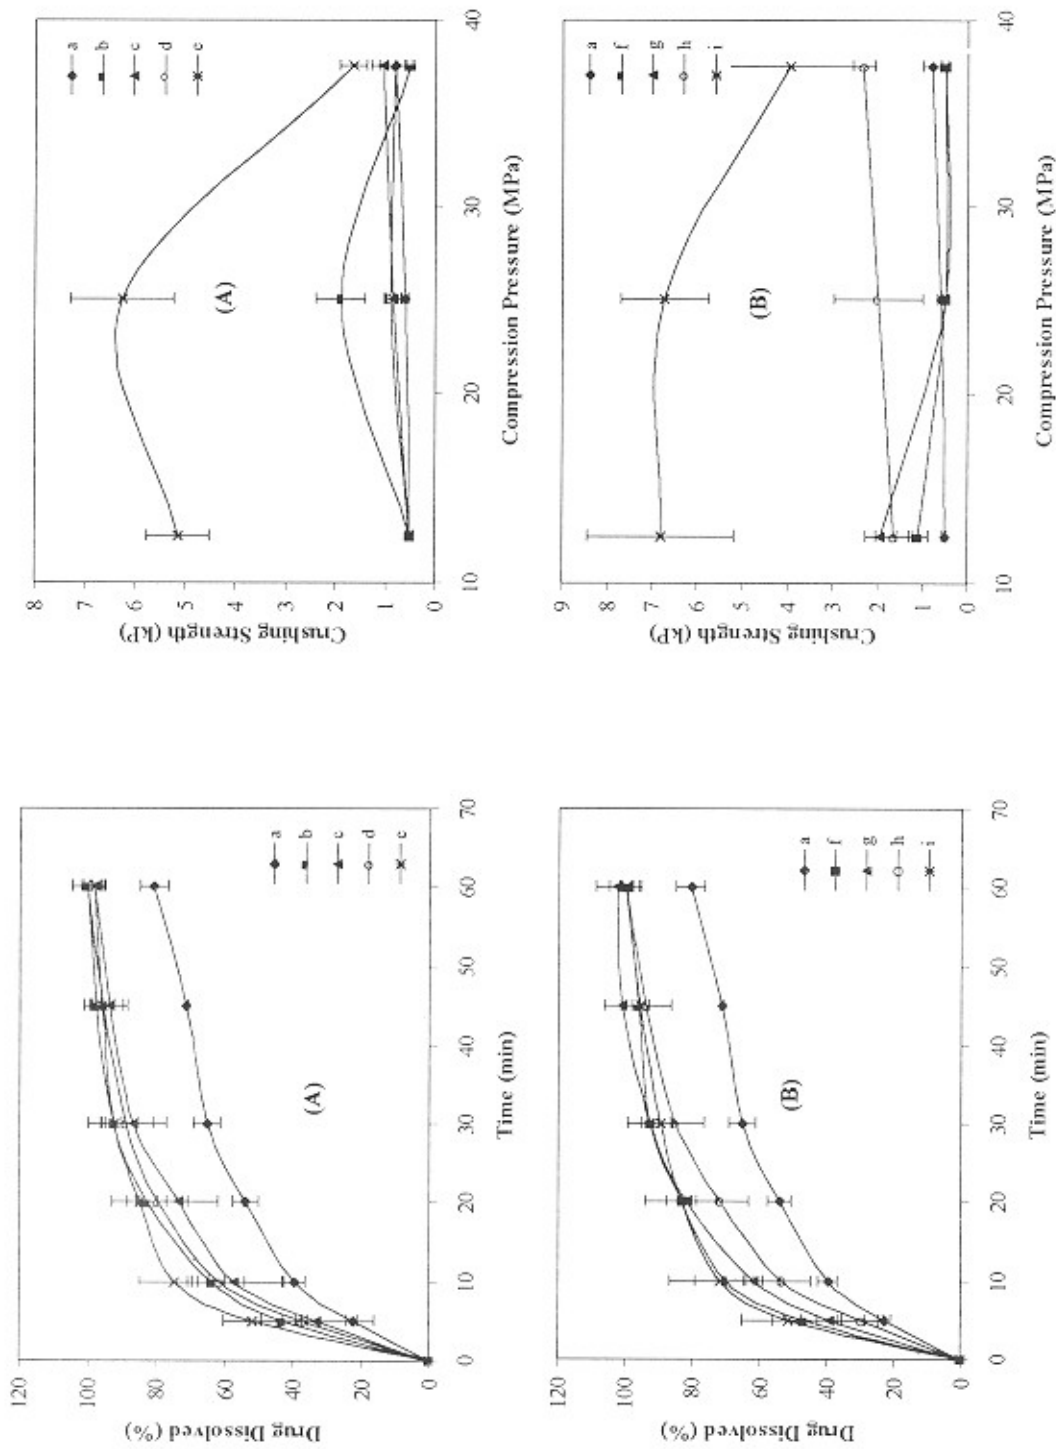 Drug Dissolved (%)
120
100
80
60
40
20
0
(A)
a
b
c
d
e
0 10 20 30 40 50 60 70
Time (min)
Crushing Strength (kP)
8
7
6
5
4
3
2
1
0
(A)
a
b
c
d
e
10 20 30 40
Compression Pressure (MPa)
Drug Dissolved (%)
120
100
80
60
40
20
0
(B)
a
f
g
h
i
0 10 20 30 40 50 60 70
Time (min)
Crushing Strength (kP)
9
8
7
6
5
4
3
2
1
0
(B)
a
f
g
h
i
10 20 30 40
Compression Pressure (MPa)